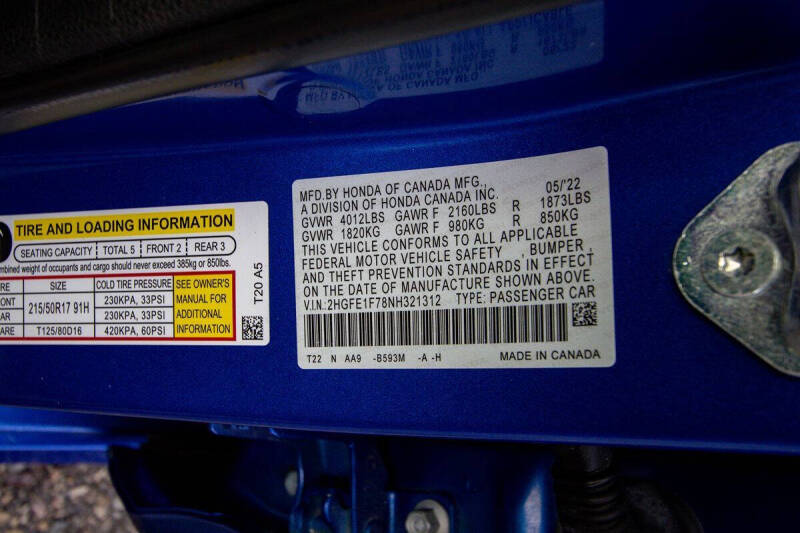 TIRE AND LOADING INFORMATION
SEATING CAPACITY TOTAL 5 FRONT 2 REAR 3
weight of occupants and cargo should never exceed 385kg or 850lbs.
SIZE COLD TIRE PRESSURE SEE OWNER'S MANUAL FOR ADDITIONAL INFORMATION
215/50R17 91H 230KPA, 33PSI
230KPA, 33PSI
T125/80D16 420KPA, 60PSI
T20 A5
MFD.BY HONDA OF CANADA MFG., 05/'22
A DIVISION OF HONDA CANADA INC.
GVWR 4012LBS GAWR F 2160LBS R 1873LBS
GVWR 1820KG GAWR F 980KG R 850KG
THIS VEHICLE CONFORMS TO ALL APPLICABLE
FEDERAL MOTOR VEHICLE SAFETY , BUMPER ,
AND THEFT PREVENTION STANDARDS IN EFFECT
ON THE DATE OF MANUFACTURE SHOWN ABOVE.
V.I.N: 2HGFE1F78NH321312 TYPE: PASSENGER CAR
T22 N AA9 -B593M -A -H MADE IN CANADA